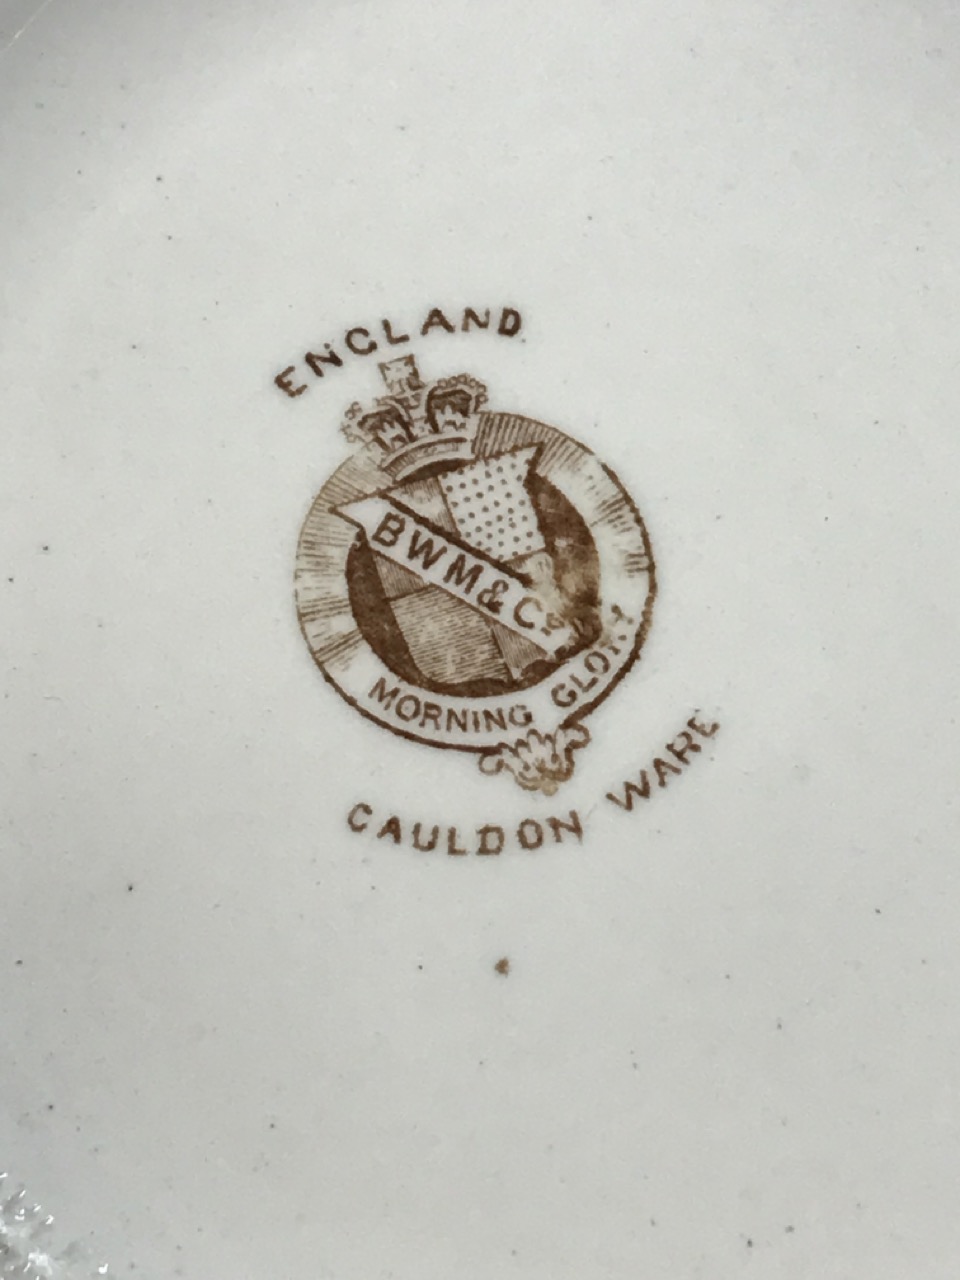 ENGLAND
BWM & Co
MORNING GLORY
CAULDON WARE